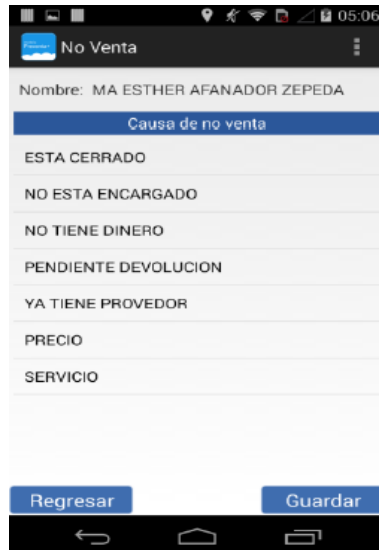 05:06
No Venta
Nombre: MA ESTHER AFANADOR ZEPEDA
Causa de no venta
ESTA CERRADO
NO ESTA ENCARGADO
NO TIENE DINERO
PENDIENTE DEVOLUCION
YA TIENE PROVEDOR
PRECIO
SERVICIO
Regresar Guardar